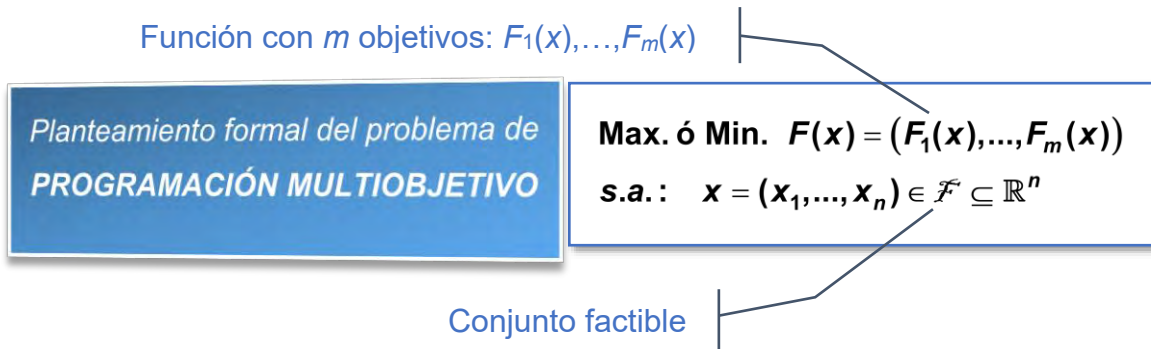 Función con m objetivos: F₁(x),…,Fₘ(x)
Planteamiento formal del problema de
PROGRAMACIÓN MULTIOBJETIVO
Max. ó Min. F(x) = (F₁(x),...,Fₘ(x))
s.a.: x = (x₁,...,xₙ) ∈ ℱ ⊆ ℝⁿ
Conjunto factible